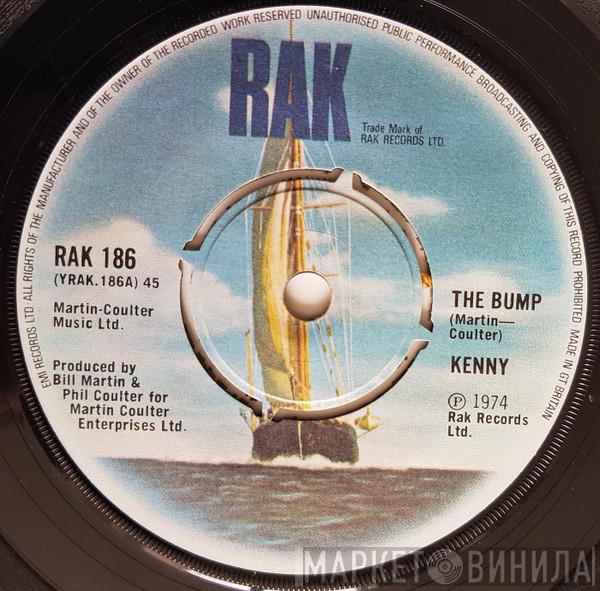 EMI RECORDS LTD·ALL RIGHTS OF THE MANUFACTURER AND OF THE OWNER OF THE RECORDED WORK RESERVED·UNAUTHORISED PUBLIC PERFORMANCE BROADCASTING AND COPYING OF THIS RECORD PROHIBITED·MADE IN GT BRITAIN
RAK
Trade Mark of
RAK RECORDS LTD.
RAK 186
(YRAK.186A) 45
Martin-Coulter
Music Ltd.
Produced by
Bill Martin &
Phil Coulter for
Martin Coulter
Enterprises Ltd.
THE BUMP
(Martin—
Coulter)
KENNY
℗ 1974
Rak Records
Ltd.
МАРКЕТ ВИНИЛА